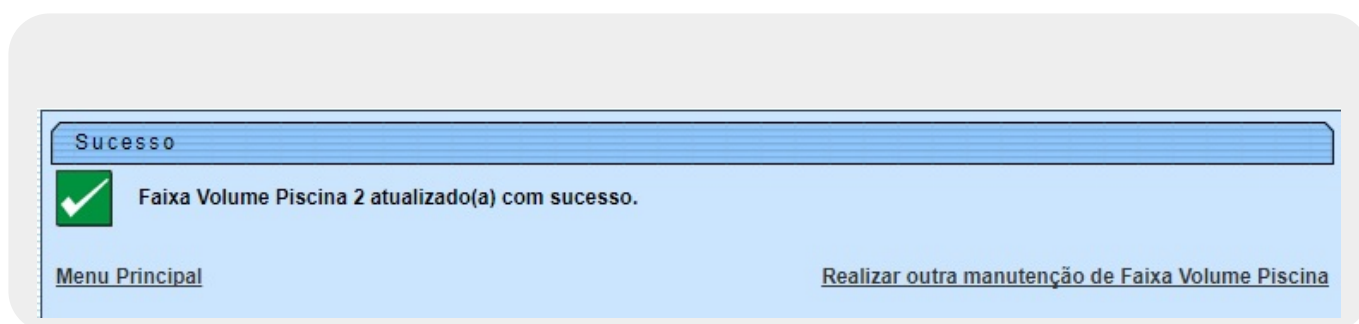 Sucesso
Faixa Volume Piscina 2 atualizado(a) com sucesso.
Menu Principal Realizar outra manutenção de Faixa Volume Piscina